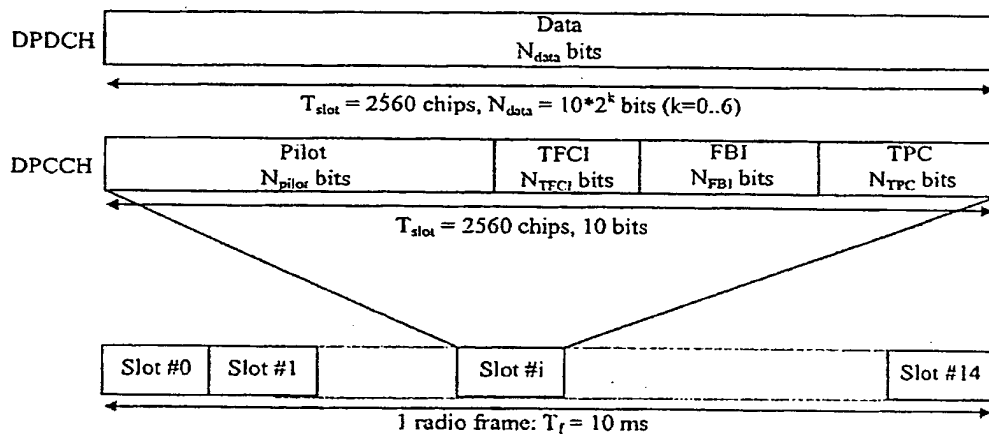 Data
DPDCH
N_data bits
T_slot = 2560 chips, N_data = 10*2^k bits (k=0..6)
Pilot TFCI FBI TPC
DPCCH
N_pilot bits N_TFCI bits N_FBI bits N_TPC bits
T_slot = 2560 chips, 10 bits
Slot #0 Slot #1 Slot #i Slot #14
1 radio frame: T_f = 10 ms